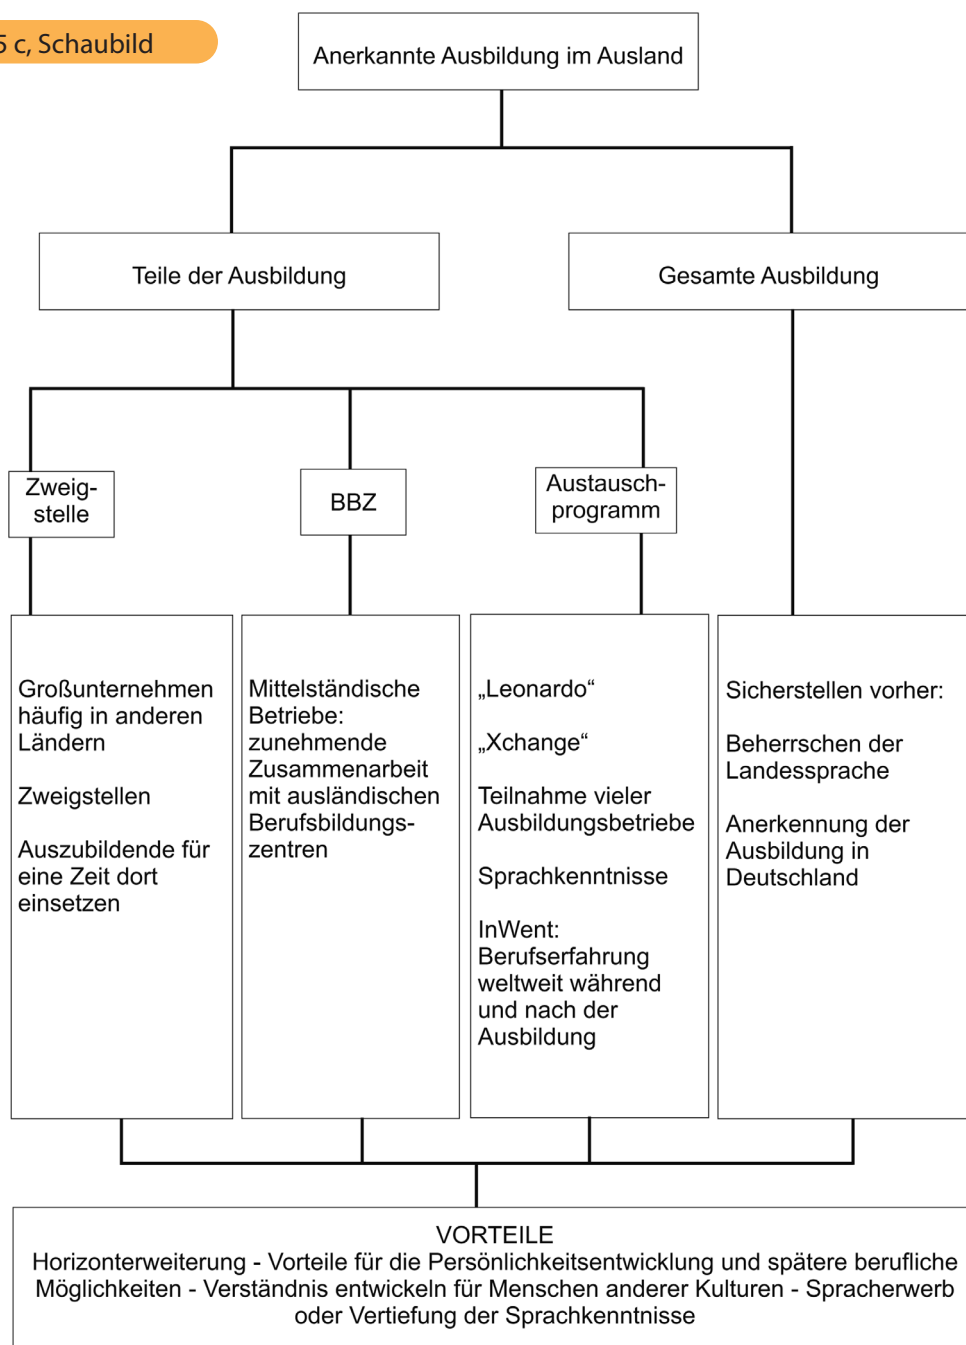 5 c, Schaubild
Anerkannte Ausbildung im Ausland
Teile der Ausbildung
Gesamte Ausbildung
Zweig-
stelle
BBZ
Austausch-
programm
Großunternehmen
häufig in anderen
Ländern
Zweigstellen
Auszubildende für
eine Zeit dort
einsetzen
Mittelständische
Betriebe:
zunehmende
Zusammenarbeit
mit ausländischen
Berufsbildungs-
zentren
„Leonardo“
„Xchange“
Teilnahme vieler
Ausbildungsbetriebe
Sprachkenntnisse
InWent:
Berufserfahrung
weltweit während
und nach der
Ausbildung
Sicherstellen vorher:
Beherrschen der
Landessprache
Anerkennung der
Ausbildung in
Deutschland
VORTEILE
Horizonterweiterung - Vorteile für die Persönlichkeitsentwicklung und spätere berufliche
Möglichkeiten - Verständnis entwickeln für Menschen anderer Kulturen - Spracherwerb
oder Vertiefung der Sprachkenntnisse